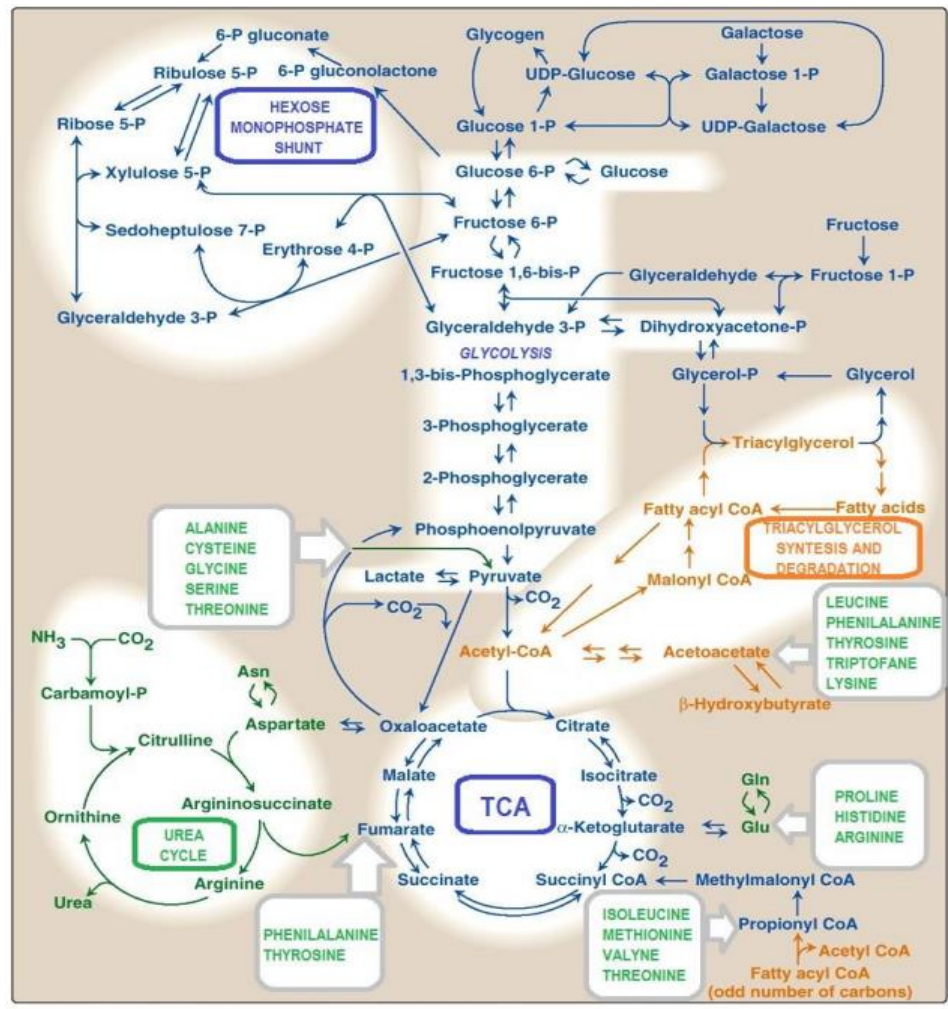 6-P gluconate
Glycogen
Galactose
Ribulose 5-P
6-P gluconolactone
UDP-Glucose
Galactose 1-P
HEXOSE
MONOPHOSPHATE
SHUNT
Ribose 5-P
Glucose 1-P
UDP-Galactose
Xylulose 5-P
Glucose 6-P
Glucose
Sedoheptulose 7-P
Erythrose 4-P
Fructose 6-P
Fructose
Fructose 1,6-bis-P
Glyceraldehyde
Fructose 1-P
Glyceraldehyde 3-P
Glyceraldehyde 3-P
Dihydroxyacetone-P
GLYCOLYSIS
1,3-bis-Phosphoglycerate
Glycerol-P
Glycerol
3-Phosphoglycerate
Triacylglycerol
2-Phosphoglycerate
Fatty acyl CoA
Fatty acids
ALANINE
CYSTEINE
GLYCINE
SERINE
THREONINE
Phosphoenolpyruvate
TRIACYLGLYCEROL
SYNTESIS AND
DEGRADATION
Lactate
Pyruvate
Malonyl CoA
CO2
CO2
LEUCINE
PHENILALANINE
THYROSINE
TRIPTOFANE
LYSINE
NH3
CO2
Acetyl-CoA
Acetoacetate
Asn
Carbamoyl-P
β-Hydroxybutyrate
Aspartate
Oxaloacetate
Citrate
Citrulline
Malate
Isocitrate
Gln
TCA
CO2
PROLINE
HISTIDINE
ARGININE
Ornithine
Argininosuccinate
Fumarate
α-Ketoglutarate
Glu
UREA
CYCLE
CO2
Arginine
Succinate
Succinyl CoA
Methylmalonyl CoA
Urea
PHENILALANINE
THYROSINE
ISOLEUCINE
METHIONINE
VALYNE
THREONINE
Propionyl CoA
Acetyl CoA
Fatty acyl CoA
(odd number of carbons)